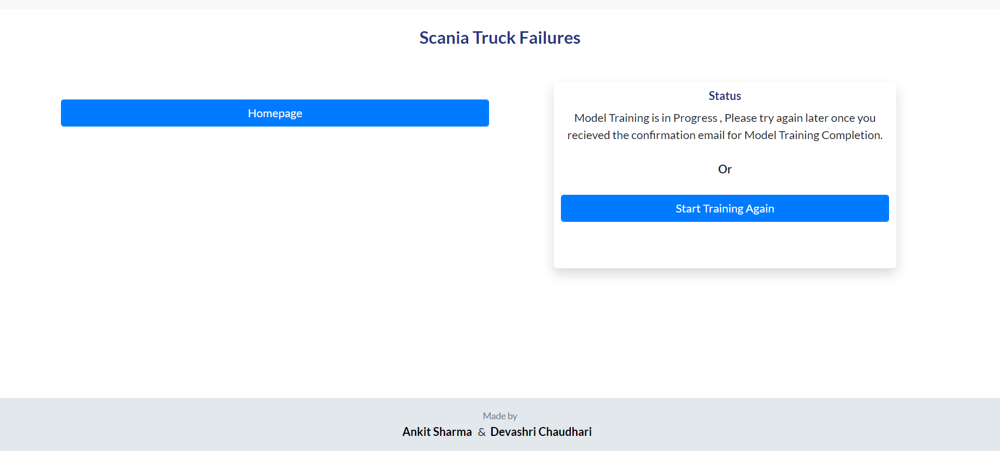 Scania Truck Failures
Homepage
Status
Model Training is in Progress , Please try again later once you
recieved the confirmation email for Model Training Completion.
Or
Start Training Again
Made by
Ankit Sharma & Devashri Chaudhari